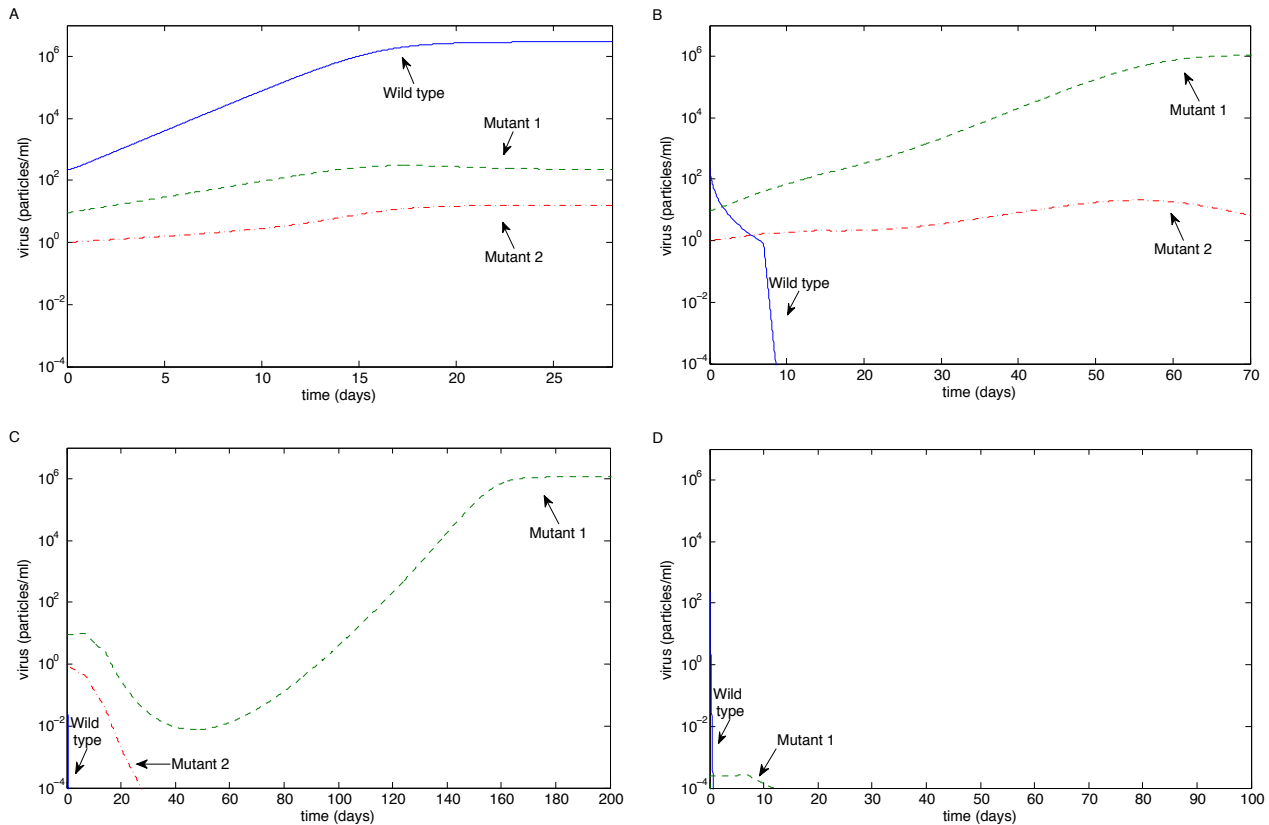 A
virus (particles/ml)
10^6
10^4
10^2
10^0
10^−2
10^−4
Wild type
Mutant 1
Mutant 2
0 5 10 15 20 25
time (days)
B
virus (particles/ml)
10^6
10^4
10^2
10^0
10^−2
10^−4
Mutant 1
Mutant 2
Wild type
0 10 20 30 40 50 60 70
time (days)
C
virus (particles/ml)
10^6
10^4
10^2
10^0
10^−2
10^−4
Mutant 1
Wild
type
Mutant 2
0 20 40 60 80 100 120 140 160 180 200
time (days)
D
virus (particles/ml)
10^6
10^4
10^2
10^0
10^−2
10^−4
Wild
type
Mutant 1
0 10 20 30 40 50 60 70 80 90 100
time (days)